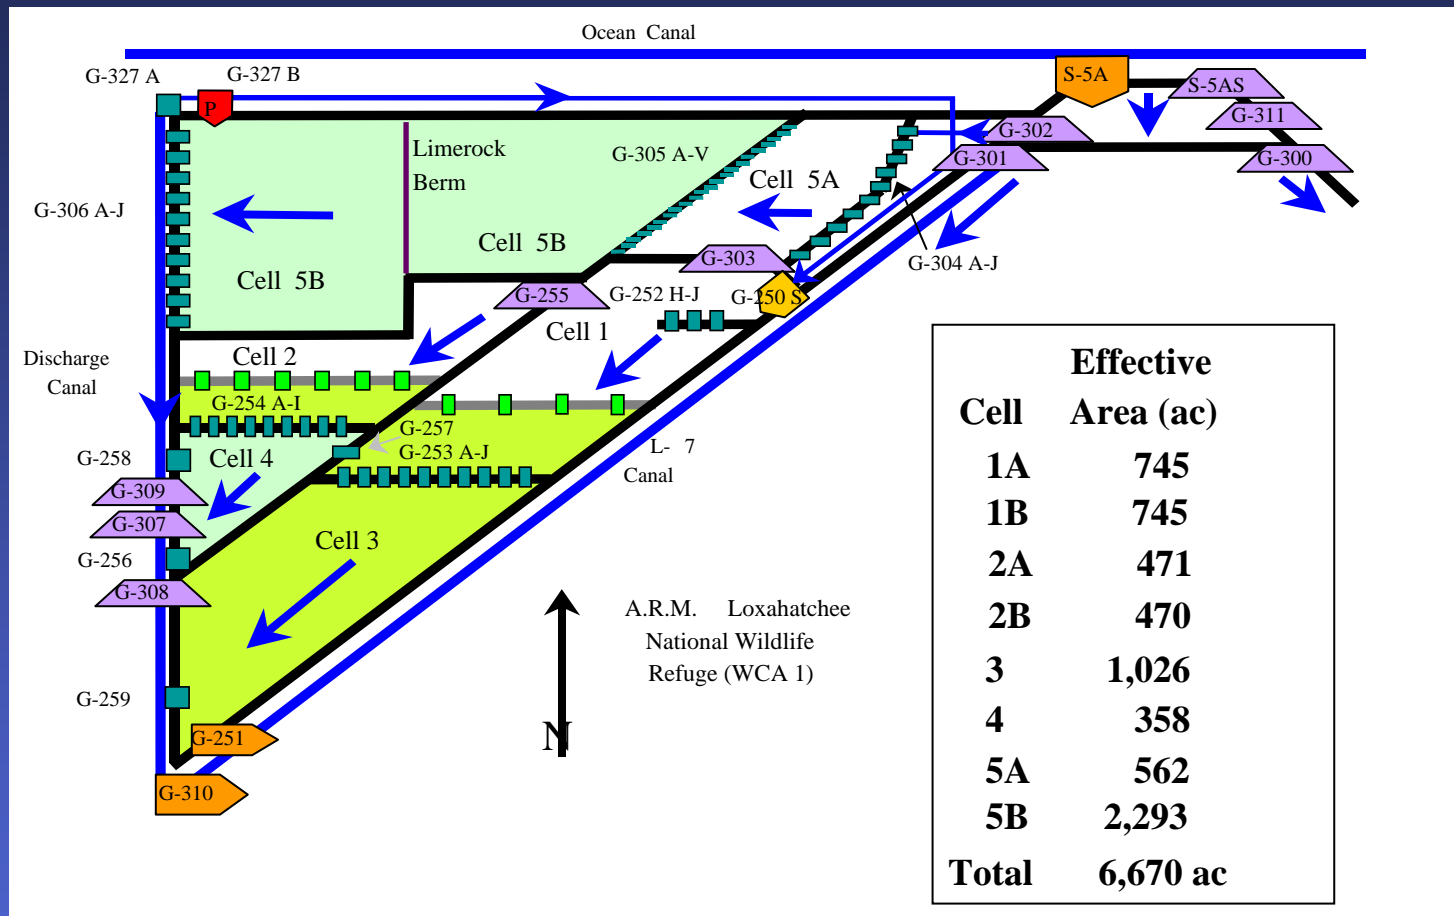 Ocean Canal
G-327 A
G-327 B
S-5A
S-5AS
P
G-311
G-302
G-301
G-300
Limerock
Berm
G-305 A-V
Cell 5A
G-306 A-J
Cell 5B
Cell 5B
G-303
G-304 A-J
G-255
G-252 H-J
G-250 S
Cell 1
Discharge
Canal
Cell 2
G-254 A-I
G-257
G-253 A-J
L- 7
Canal
G-258
Cell 4
G-309
G-307
G-256
G-308
Cell 3
G-259
G-251
G-310
N
A.R.M. Loxahatchee
National Wildlife
Refuge (WCA 1)
Effective
Cell Area (ac)
1A 745
1B 745
2A 471
2B 470
3 1,026
4 358
5A 562
5B 2,293
Total 6,670 ac